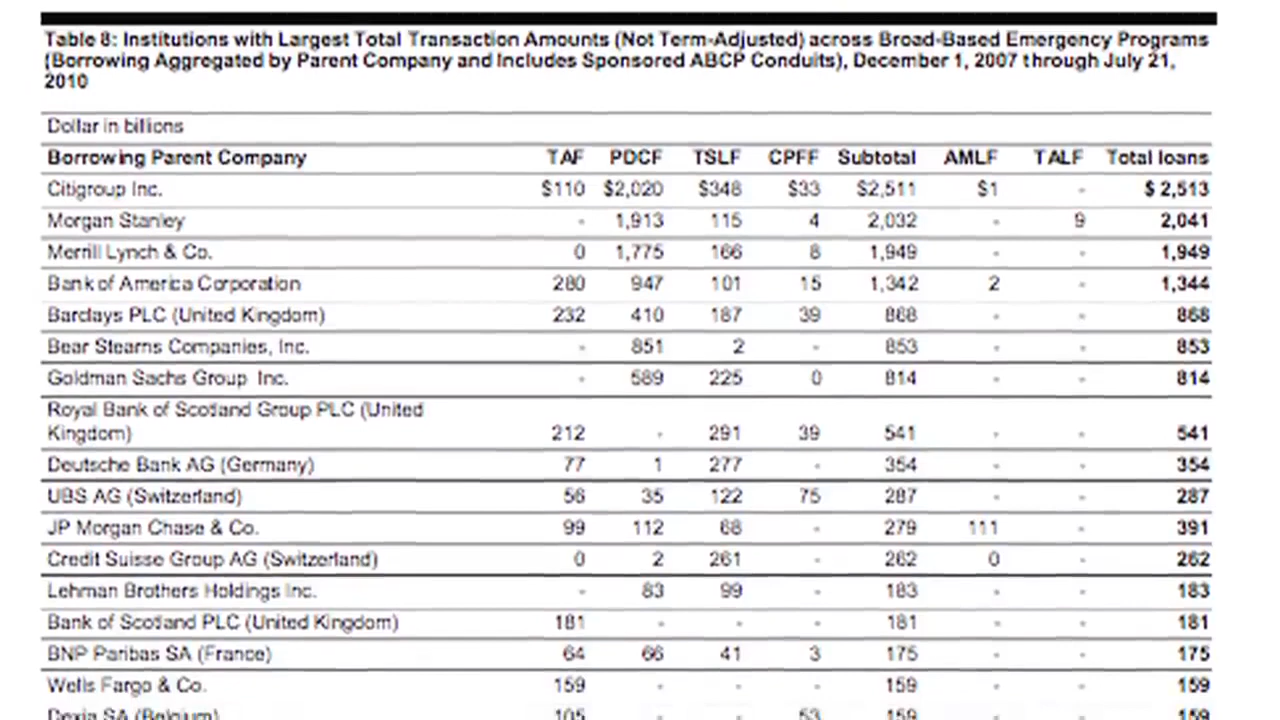 Table 8: Institutions with Largest Total Transaction Amounts (Not Term-Adjusted) across Broad-Based Emergency Programs
(Borrowing Aggregated by Parent Company and Includes Sponsored ABCP Conduits), December 1, 2007 through July 21,
2010
Dollar in billions
Borrowing Parent Company TAF PDCF TSLF CPFF Subtotal AMLF TALF Total loans
Citigroup Inc. $110 $2,020 $348 $33 $2,511 $1 - $ 2,513
Morgan Stanley - 1,913 115 4 2,032 - 9 2,041
Merrill Lynch & Co. 0 1,775 166 8 1,949 - - 1,949
Bank of America Corporation 280 947 101 15 1,342 2 - 1,344
Barclays PLC (United Kingdom) 232 410 187 39 868 - - 868
Bear Stearns Companies, Inc. - 851 2 - 853 - - 853
Goldman Sachs Group Inc. - 589 225 0 814 - - 814
Royal Bank of Scotland Group PLC (United
Kingdom) 212 - 291 39 541 - - 541
Deutsche Bank AG (Germany) 77 1 277 - 354 - - 354
UBS AG (Switzerland) 56 35 122 75 287 - - 287
JP Morgan Chase & Co. 99 112 68 - 279 111 - 391
Credit Suisse Group AG (Switzerland) 0 2 261 - 262 0 - 262
Lehman Brothers Holdings Inc. - 83 99 - 183 - - 183
Bank of Scotland PLC (United Kingdom) 181 - - - 181 - - 181
BNP Paribas SA (France) 64 66 41 3 175 - - 175
Wells Fargo & Co. 159 - - - 159 - - 159
Dexia SA (Belgium) 105 - - 53 159 - - 159